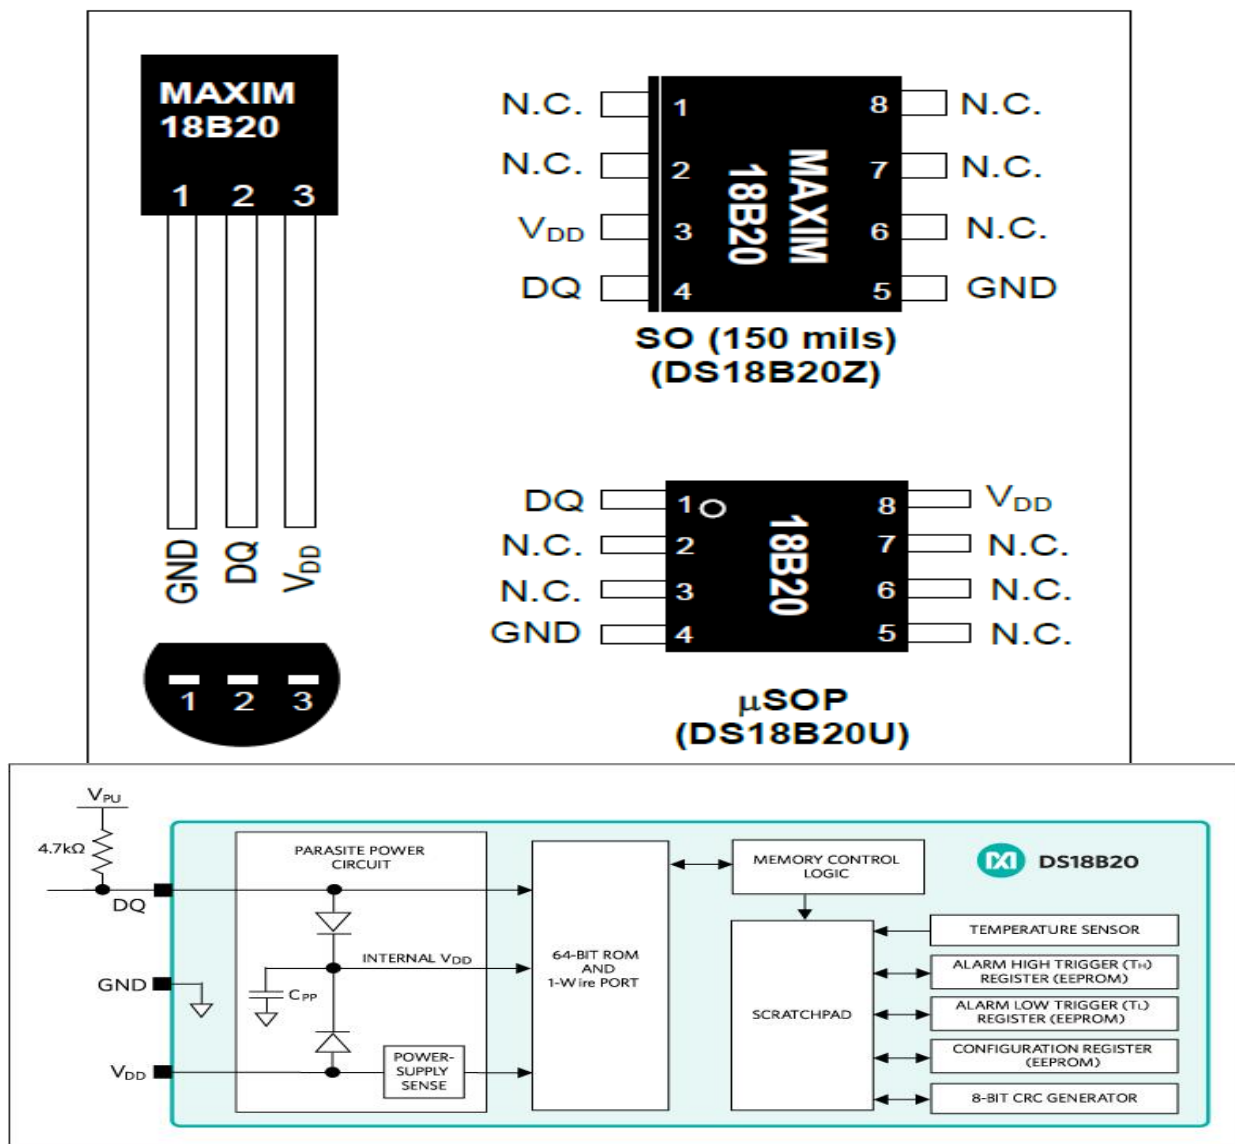 MAXIM
18B20
1 2 3
GND DQ VDD
1 2 3
N.C. 1 8 N.C.
N.C. 2 7 N.C.
VDD 3 6 N.C.
DQ 4 5 GND
MAXIM
18B20
SO (150 mils)
(DS18B20Z)
DQ 1 8 VDD
N.C. 2 7 N.C.
N.C. 3 6 N.C.
GND 4 5 N.C.
18B20
µSOP
(DS18B20U)
VPU
4.7kΩ
DQ
GND
VDD
PARASITE POWER
CIRCUIT
INTERNAL VDD
CPP
POWER-
SUPPLY
SENSE
64-BIT ROM
AND
1-Wire PORT
MEMORY CONTROL
LOGIC
SCRATCHPAD
DS18B20
TEMPERATURE SENSOR
ALARM HIGH TRIGGER (TH)
REGISTER (EEPROM)
ALARM LOW TRIGGER (TL)
REGISTER (EEPROM)
CONFIGURATION REGISTER
(EEPROM)
8-BIT CRC GENERATOR